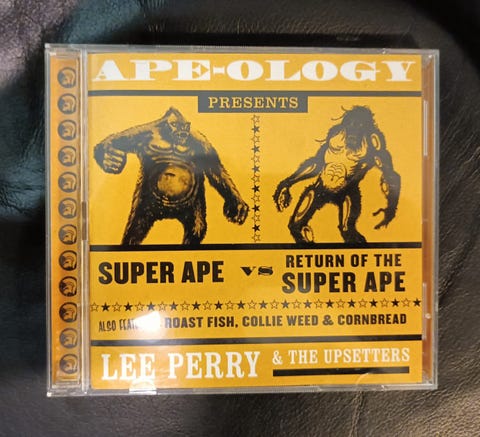 APE-OLOGY
PRESENTS
SUPER APE VS RETURN OF THE
SUPER APE
ALSO ROAST FISH, COLLIE WEED & CORNBREAD
LEE PERRY & THE UPSETTERS